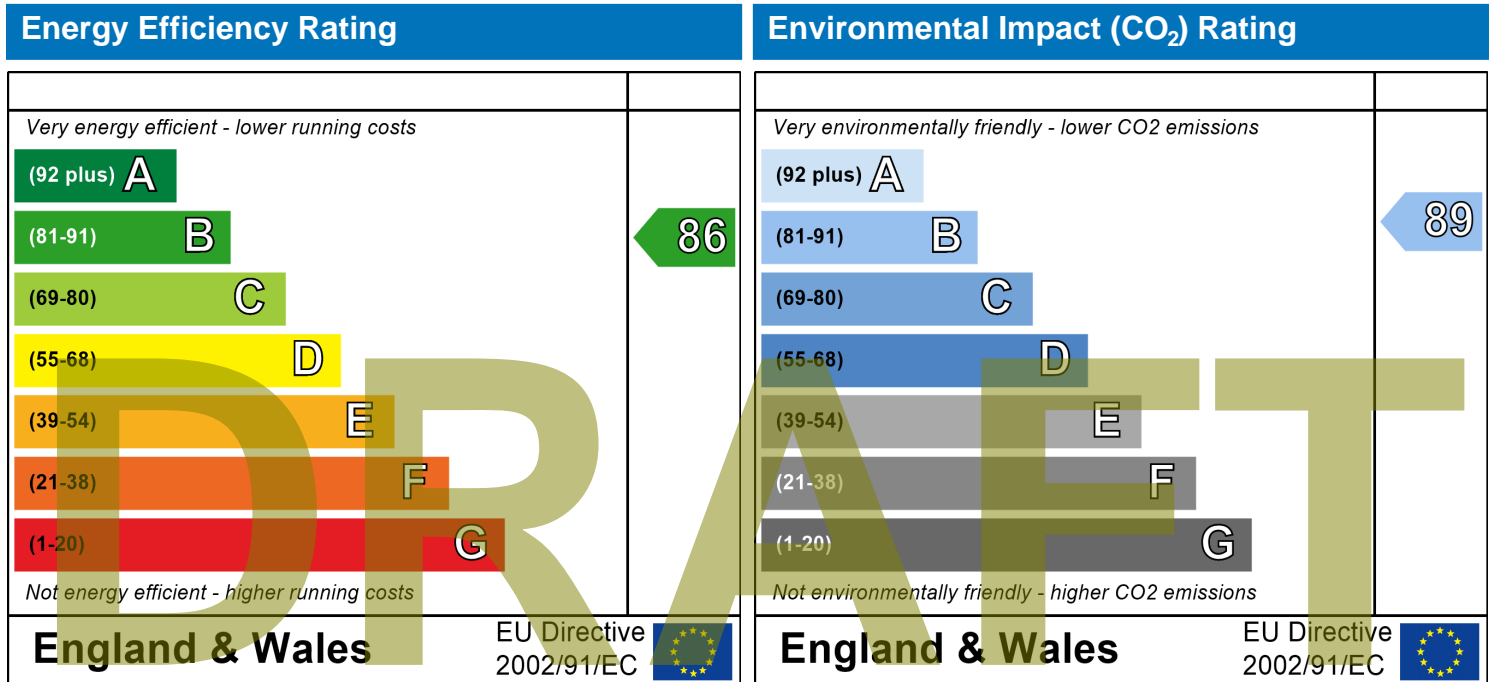 Energy Efficiency Rating
Very energy efficient - lower running costs
(92 plus) A
(81-91) B
86
(69-80) C
(55-68) D
(39-54) E
(21-38) F
(1-20) G
Not energy efficient - higher running costs
England & Wales
EU Directive
2002/91/EC
Environmental Impact (CO₂) Rating
Very environmentally friendly - lower CO2 emissions
(92 plus) A
(81-91) B
89
(69-80) C
(55-68) D
(39-54) E
(21-38) F
(1-20) G
Not environmentally friendly - higher CO2 emissions
England & Wales
EU Directive
2002/91/EC
DRAFT